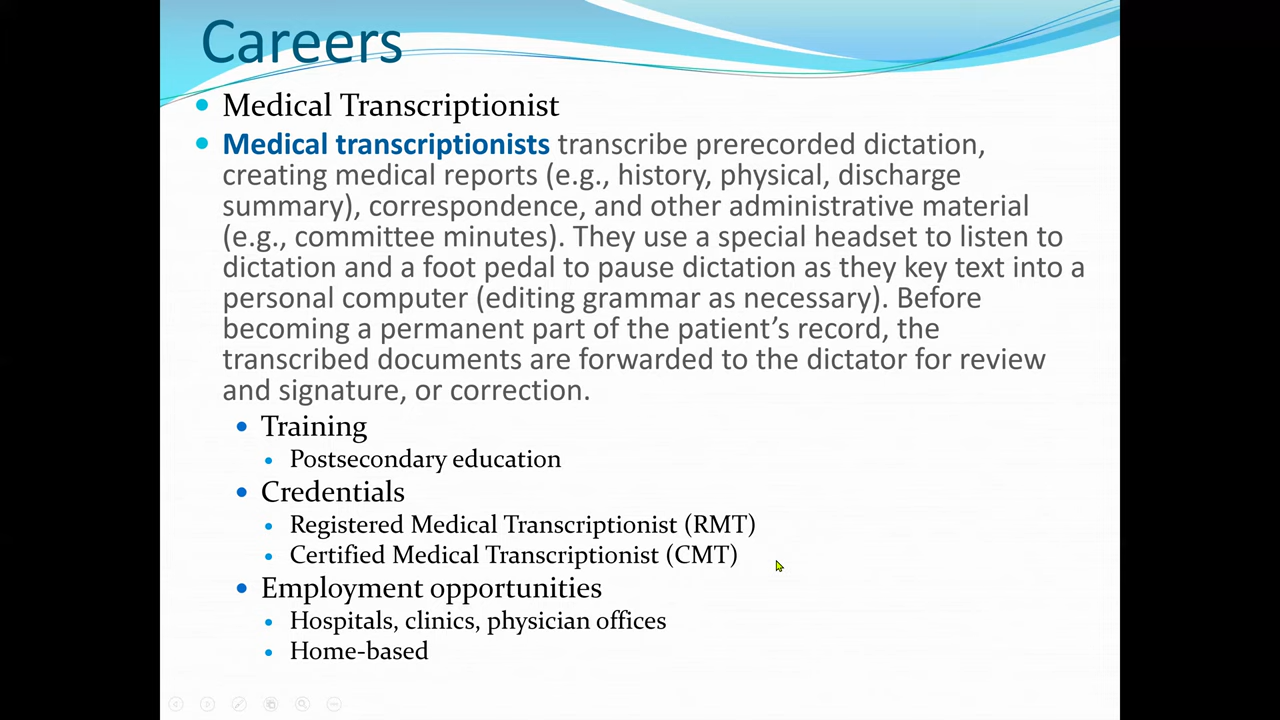 Careers
Medical Transcriptionist
Medical transcriptionists transcribe prerecorded dictation,
creating medical reports (e.g., history, physical, discharge
summary), correspondence, and other administrative material
(e.g., committee minutes). They use a special headset to listen to
dictation and a foot pedal to pause dictation as they key text into a
personal computer (editing grammar as necessary). Before
becoming a permanent part of the patient’s record, the
transcribed documents are forwarded to the dictator for review
and signature, or correction.
Training
Postsecondary education
Credentials
Registered Medical Transcriptionist (RMT)
Certified Medical Transcriptionist (CMT)
Employment opportunities
Hospitals, clinics, physician offices
Home-based